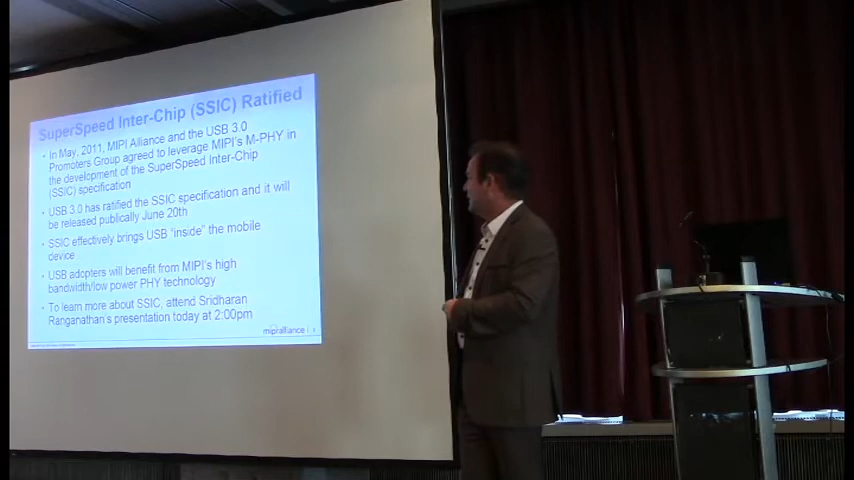 SuperSpeed Inter-Chip (SSIC) Ratified
• In May, 2011, MIPI Alliance and the USB 3.0
Promoters Group agreed to leverage MIPI's M-PHY in
the development of the SuperSpeed Inter-Chip
(SSIC) specification
• USB 3.0 has ratified the SSIC specification and it will
be released publically June 20th
• SSIC effectively brings USB "inside" the mobile
device
• USB adopters will benefit from MIPI's high
bandwidth/low power PHY technology
• To learn more about SSIC, attend Sridharan
Ranganathan's presentation today at 2:00pm
mipi alliance